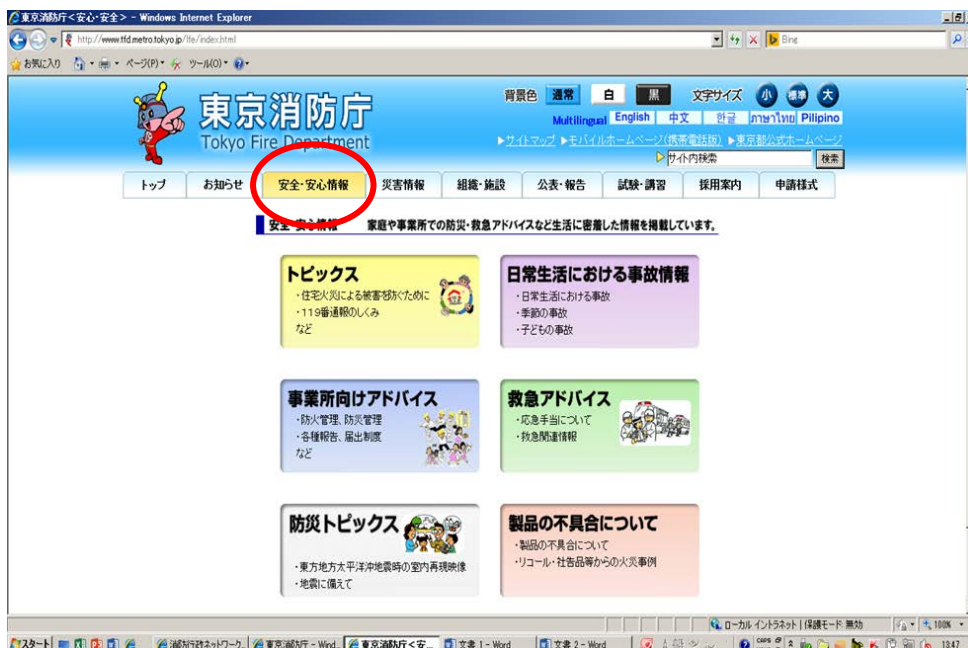 東京消防庁<安心・安全> - Windows Internet Explorer
http://www.tfd.metro.tokyo.jp/lfe/index.html
Bing
お気に入り ページ(P) ツール(O)
東京消防庁
Tokyo Fire Department
背景色 通常 白 黒 文字サイズ 小 標準 大
Multilingual English 中文 한글 ภาษาไทย Pilipino
▶サイトマップ ▶モバイルホームページ(携帯電話版) ▶東京都公式ホームページ
サイト内検索 検索
トップ お知らせ 安全・安心情報 災害情報 組織・施設 公表・報告 試験・講習 採用案内 申請様式
安全・安心情報 家庭や事業所での防災・救急アドバイスなど生活に密着した情報を掲載しています。
トピックス
・住宅火災による被害を防ぐために
・119番通報のしくみ
など
日常生活における事故情報
・日常生活における事故
・季節の事故
・子どもの事故
事業所向けアドバイス
・防火管理、防災管理
・各種報告、届出制度
など
救急アドバイス
・応急手当について
・救急関連情報
防災トピックス
・東方地方太平洋沖地震時の室内再現映像
・地震に備えて
製品の不具合について
・製品の不具合について
・リコール・社告品等からの火災事例
ローカル イントラネット | 保護モード: 無効 100%
スタート 消防行政ネットワーク... 東京消防庁 - Wind... 東京消防庁<安... 文書 1 - Word 文書 2 - Word CAPS 13:47